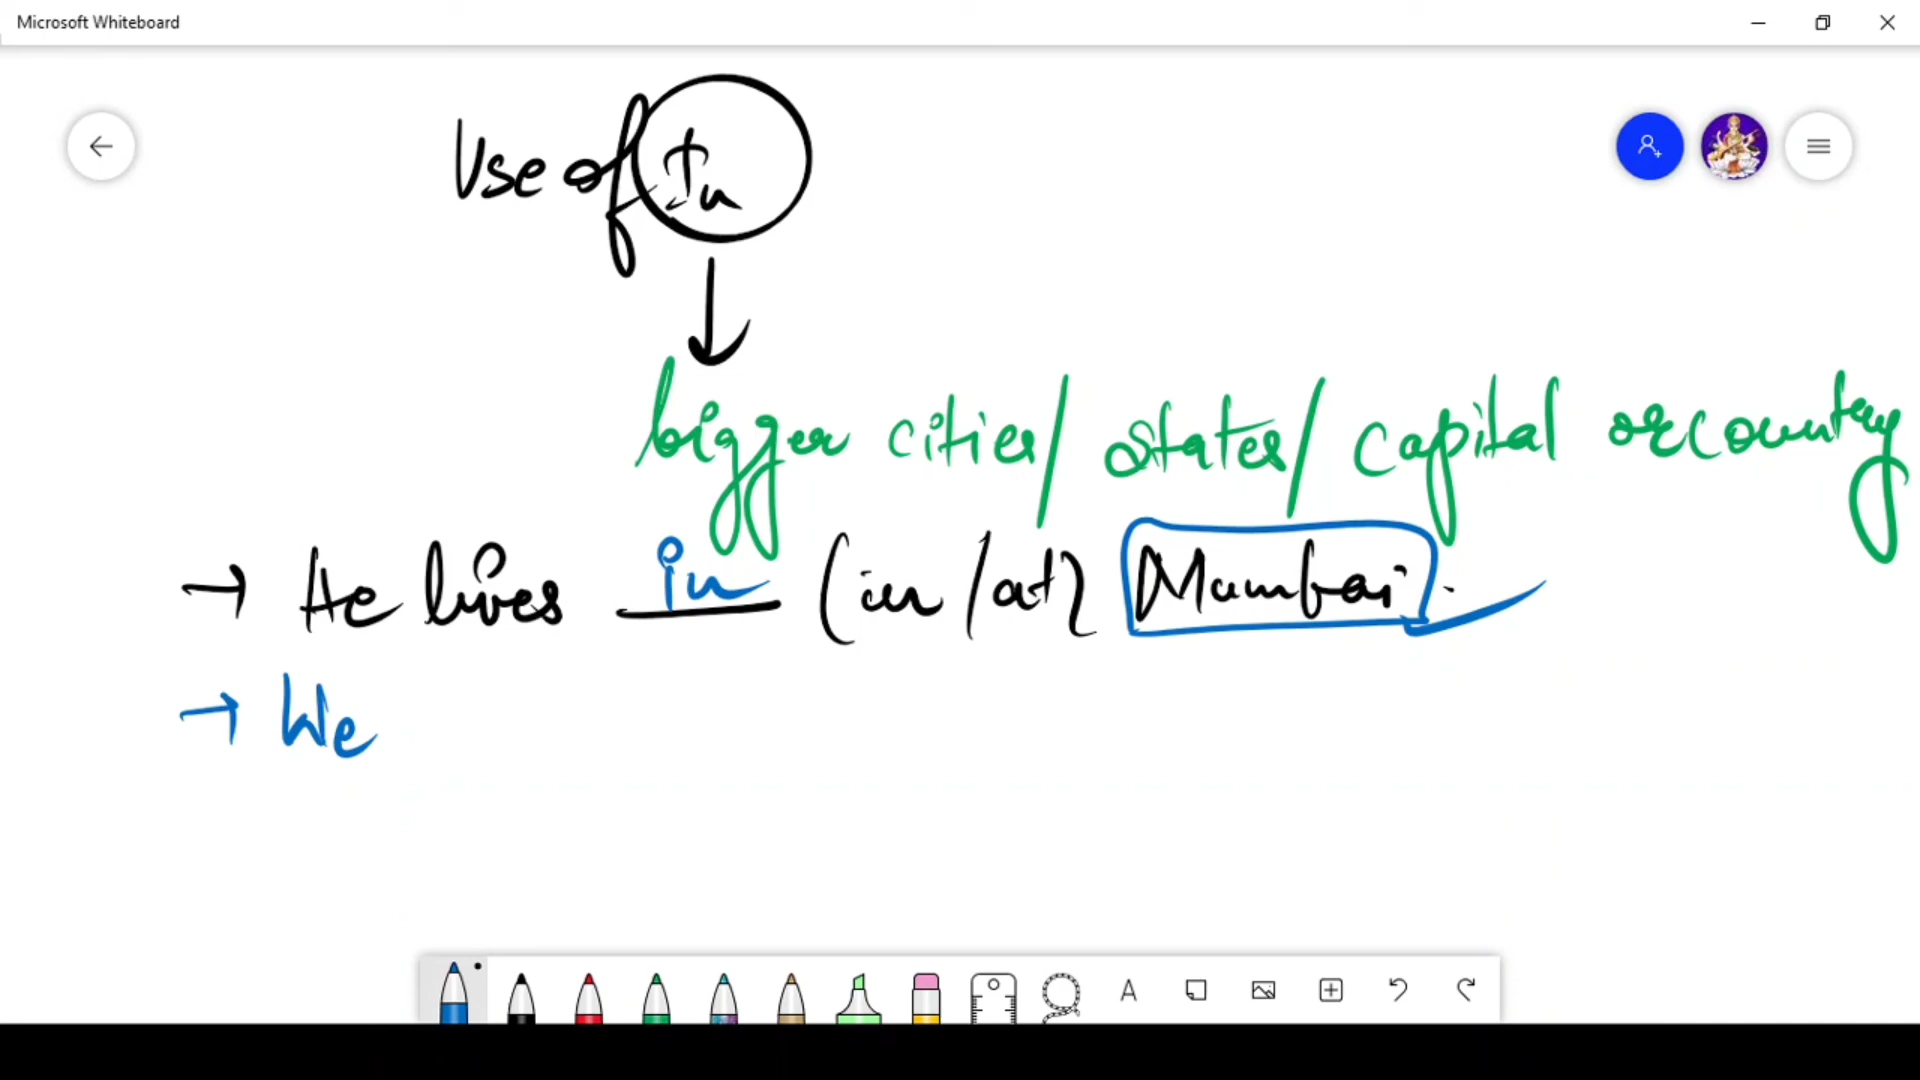 Microsoft Whiteboard
Use of In
bigger cities/ states/ capital or country
→ He lives in (in/at) Mumbai.
→ We